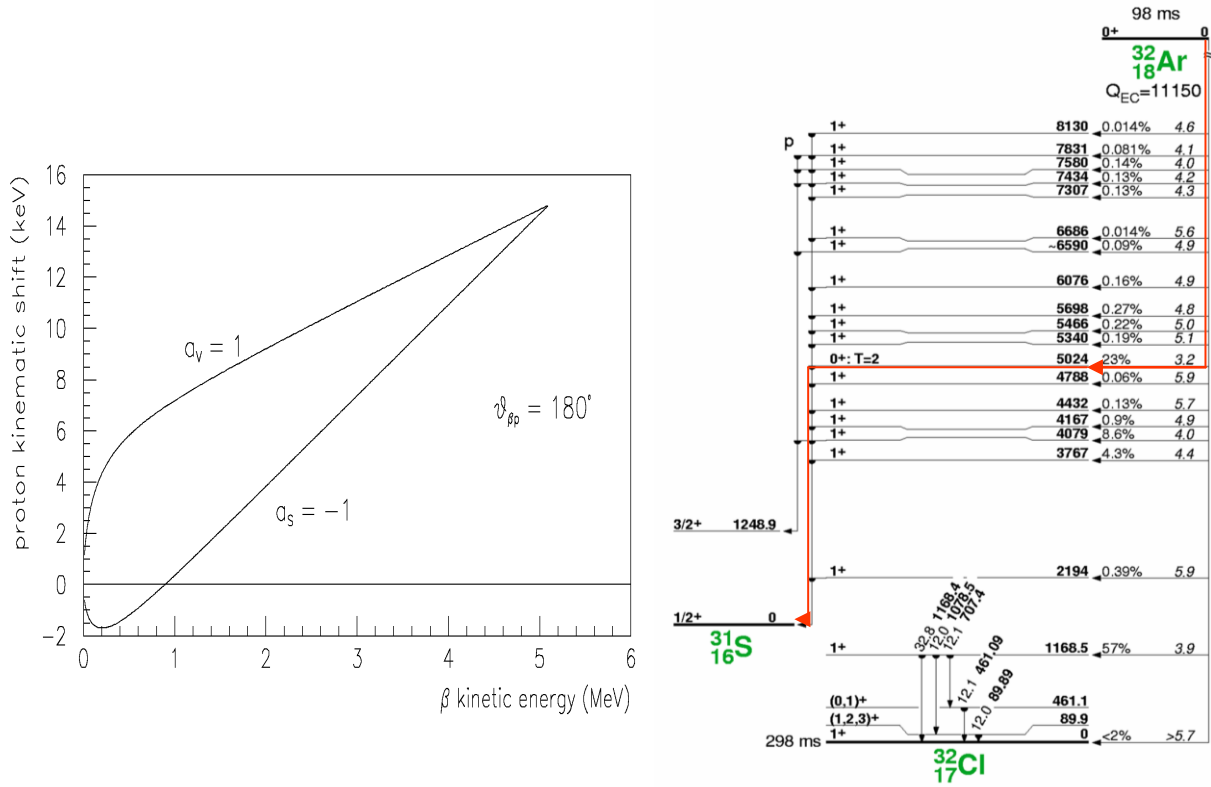 16
14
12
10
8
6
4
2
0
-2
proton kinematic shift (keV)
a_V = 1
a_S = -1
ϑ_βp = 180°
0 1 2 3 4 5 6
β kinetic energy (MeV)
98 ms
0+ 0
32
18 Ar
Q_EC=11150
p
1+ 8130 0.014% 4.6
1+ 7831 0.081% 4.1
1+ 7580 0.14% 4.0
1+ 7434 0.13% 4.2
1+ 7307 0.13% 4.3
1+ 6686 0.014% 5.6
1+ ~6590 0.09% 4.9
1+ 6076 0.16% 4.9
1+ 5698 0.27% 4.8
1+ 5466 0.22% 5.0
1+ 5340 0.19% 5.1
0+: T=2 5024 23% 3.2
1+ 4788 0.06% 5.9
1+ 4432 0.13% 5.7
1+ 4167 0.9% 4.9
1+ 4079 8.6% 4.0
1+ 3767 4.3% 4.4
3/2+ 1248.9
1+ 2194 0.39% 5.9
1/2+ 0
31
16 S
32.8 1168.4
12.0 1078.5
12.1 707.4
1+ 1168.5 57% 3.9
12.1 461.09
12.0 89.89
(0,1)+ 461.1
(1,2,3)+ 89.9
298 ms 1+ 0 <2% >5.7
32
17 Cl